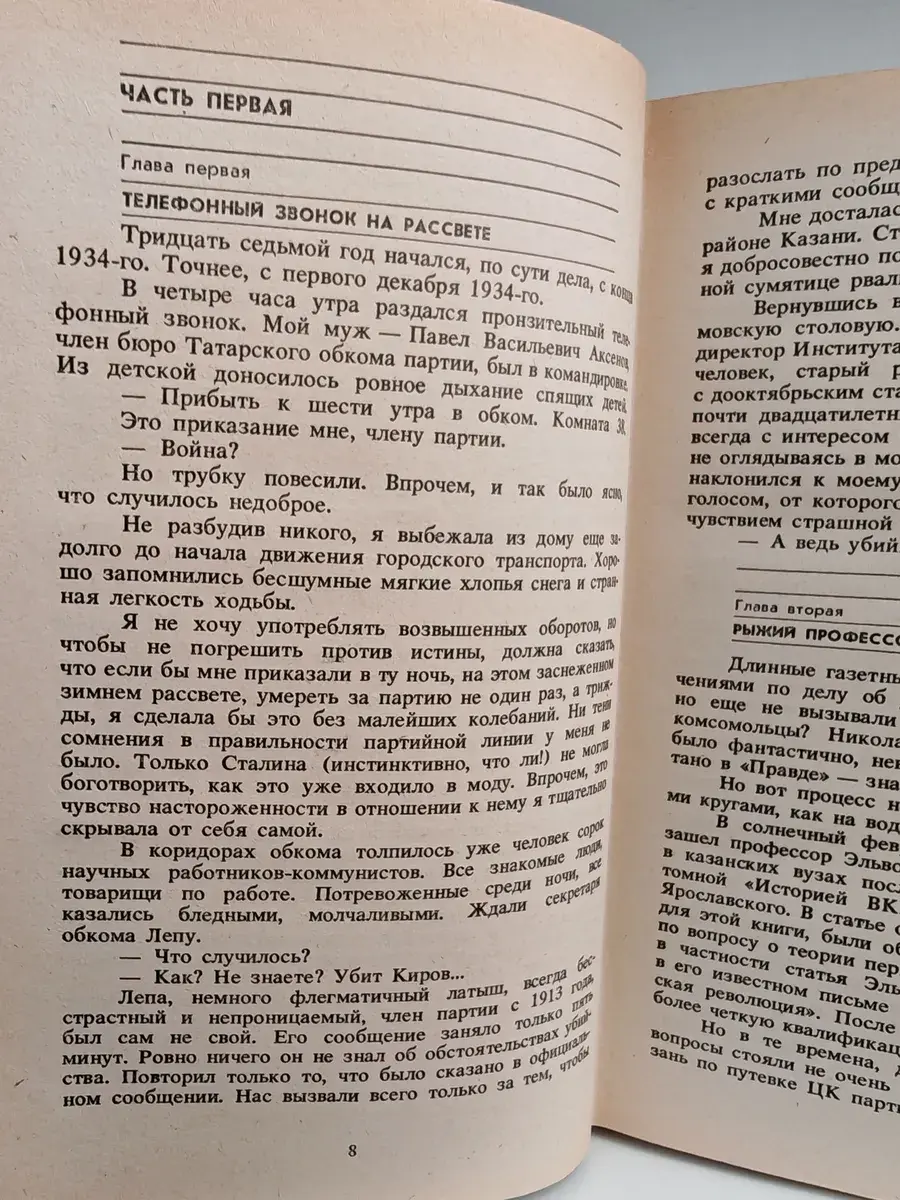 ЧАСТЬ ПЕРВАЯ
Глава первая
ТЕЛЕФОННЫЙ ЗВОНОК НА РАССВЕТЕ
Тридцать седьмой год начался, по сути дела, с конца
1934-го. Точнее, с первого декабря 1934-го.
В четыре часа утра раздался пронзительный теле-
фонный звонок. Мой муж — Павел Васильевич Аксенов,
член бюро Татарского обкома партии, был в командировке.
Из детской доносилось ровное дыхание спящих детей.
— Прибыть к шести утра в обком. Комната 38.
Это приказание мне, члену партии.
— Война?
Но трубку повесили. Впрочем, и так было ясно,
что случилось недоброе.
Не разбудив никого, я выбежала из дому еще за-
долго до начала движения городского транспорта. Хоро-
шо запомнились бесшумные мягкие хлопья снега и стран-
ная легкость ходьбы.
Я не хочу употреблять возвышенных оборотов, но
чтобы не погрешить против истины, должна сказать,
что если бы мне приказали в ту ночь, на этом заснеженном
зимнем рассвете, умереть за партию не один раз, а триж-
ды, я сделала бы это без малейших колебаний. Ни тени
сомнения в правильности партийной линии у меня не
было. Только Сталина (инстинктивно, что ли!) не могла
боготворить, как это уже входило в моду. Впрочем, это
чувство настороженности в отношении к нему я тщательно
скрывала от себя самой.
В коридорах обкома толпилось уже человек сорок
научных работников-коммунистов. Все знакомые люди,
товарищи по работе. Потревоженные среди ночи, все
казались бледными, молчаливыми. Ждали секретаря
обкома Лепу.
— Что случилось?
— Как? Не знаете? Убит Киров...
Лепа, немного флегматичный латыш, всегда бес-
страстный и непроницаемый, член партии с 1913 года,
был сам не свой. Его сообщение заняло только пять
минут. Ровно ничего он не знал об обстоятельствах убий-
ства. Повторил только то, что было сказано в официаль-
ном сообщении. Нас вызвали всего только за тем, чтобы
8
разослать по пред
с краткими сообщ
Мне досталас
районе Казани. Ст
я добросовестно по
ной сумятице рвали
Вернувшись в
мовскую столовую.
директор Института
человек, старый р
с дооктябрьским ста
почти двадцатилетн
всегда с интересом
не оглядываясь в мо
наклонился к моему
голосом, от которого
чувством страшной
— А ведь убий
Глава вторая
РЫЖИЙ ПРОФЕССО
Длинные газетны
чениями по делу об
но еще не вызывали
комсомольцы? Никола
было фантастично, нев
тано в «Правде» — зна
Но вот процесс н
ми кругами, как на вод
В солнечный фев
зашел профессор Эльво
в казанских вузах посл
томной «Историей ВК
Ярославского. В статье о
для этой книги, были об
по вопросу о теории пер
в частности статья Эль
в его известном письме
ская революция». После
более четкую квалификац
Но в те времена, д
вопросы стояли не очень
зань по путевке ЦК парт